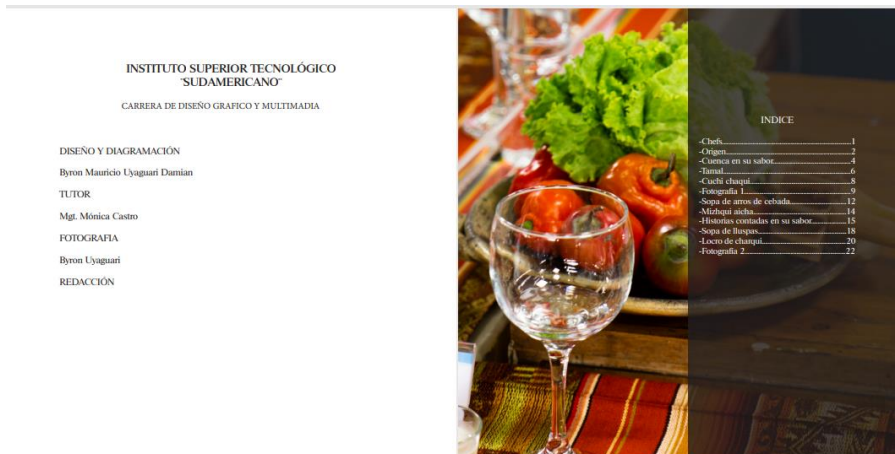 INSTITUTO SUPERIOR TECNOLÓGICO
¨SUDAMERICANO¨
CARRERA DE DISEÑO GRAFICO Y MULTIMADIA
DISEÑO Y DIAGRAMACIÓN
Byron Mauricio Uyaguari Damian
TUTOR
Mgt. Mónica Castro
FOTOGRAFIA
Byron Uyaguari
REDACCIÓN
INDICE
-Chefs........1
-Origen........2
-Cuenca en su sabor........4
-Tamal........6
-Cuchi chaqui........8
-Fotografia 1........9
-Sopa de arros de cebada........12
-Mizhqui aicha........14
-Historias contadas en su sabor........15
-Sopa de lluspas........18
-Locro de charqui........20
-Fotografia 2........22